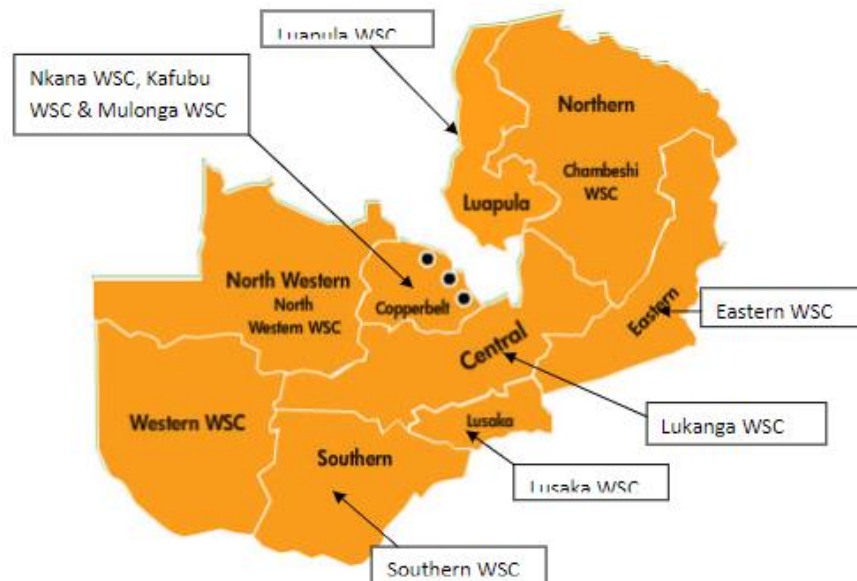 Luapula WSC
Nkana WSC, Kafubu
WSC & Mulonga WSC
Northern
Chambeshi
WSC
Luapula
North Western
North
Western WSC
Copperbelt
Eastern
Eastern WSC
Central
Western WSC
Lusaka
Lukanga WSC
Southern
Lusaka WSC
Southern WSC